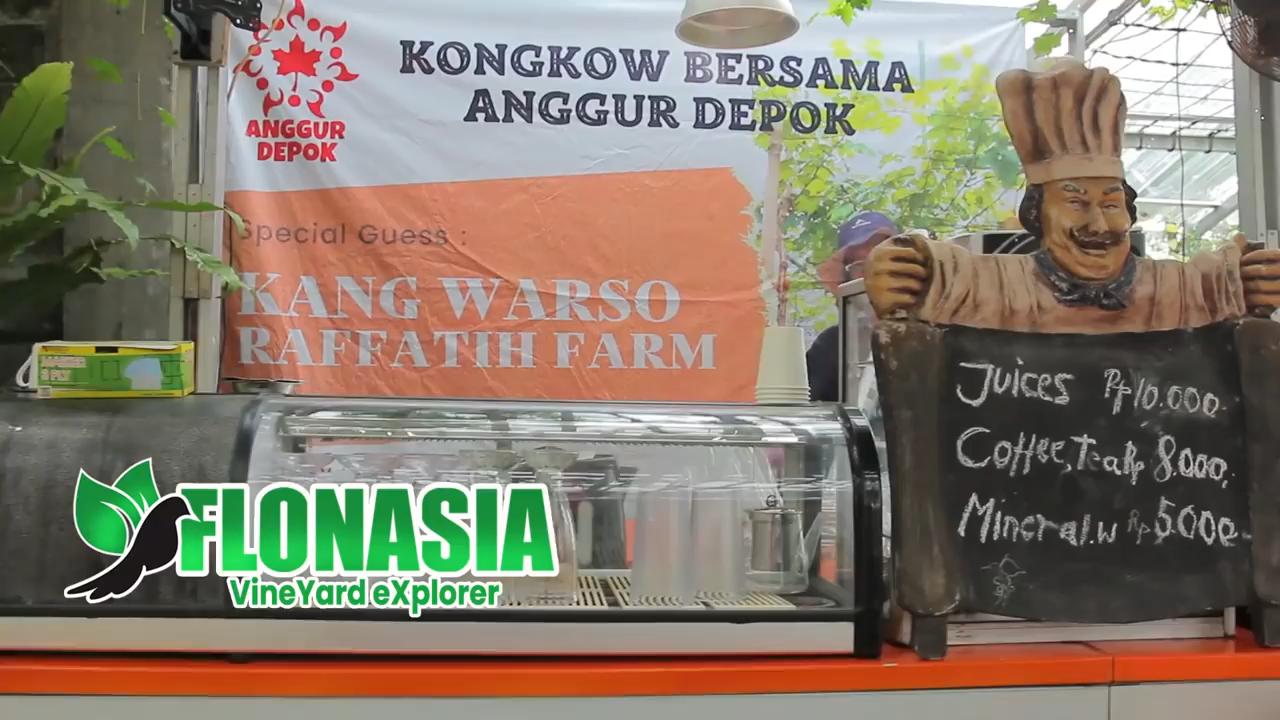 KONGKOW BERSAMA
ANGGUR DEPOK
ANGGUR
DEPOK
Special Guess :
KANG WARSO
RAFFATIH FARM
Juices Rp10.000-
Coffee, Tea Rp 8.000,-
Mineral.w Rp 5.000-
FLONASIA
VineYard eXplorer